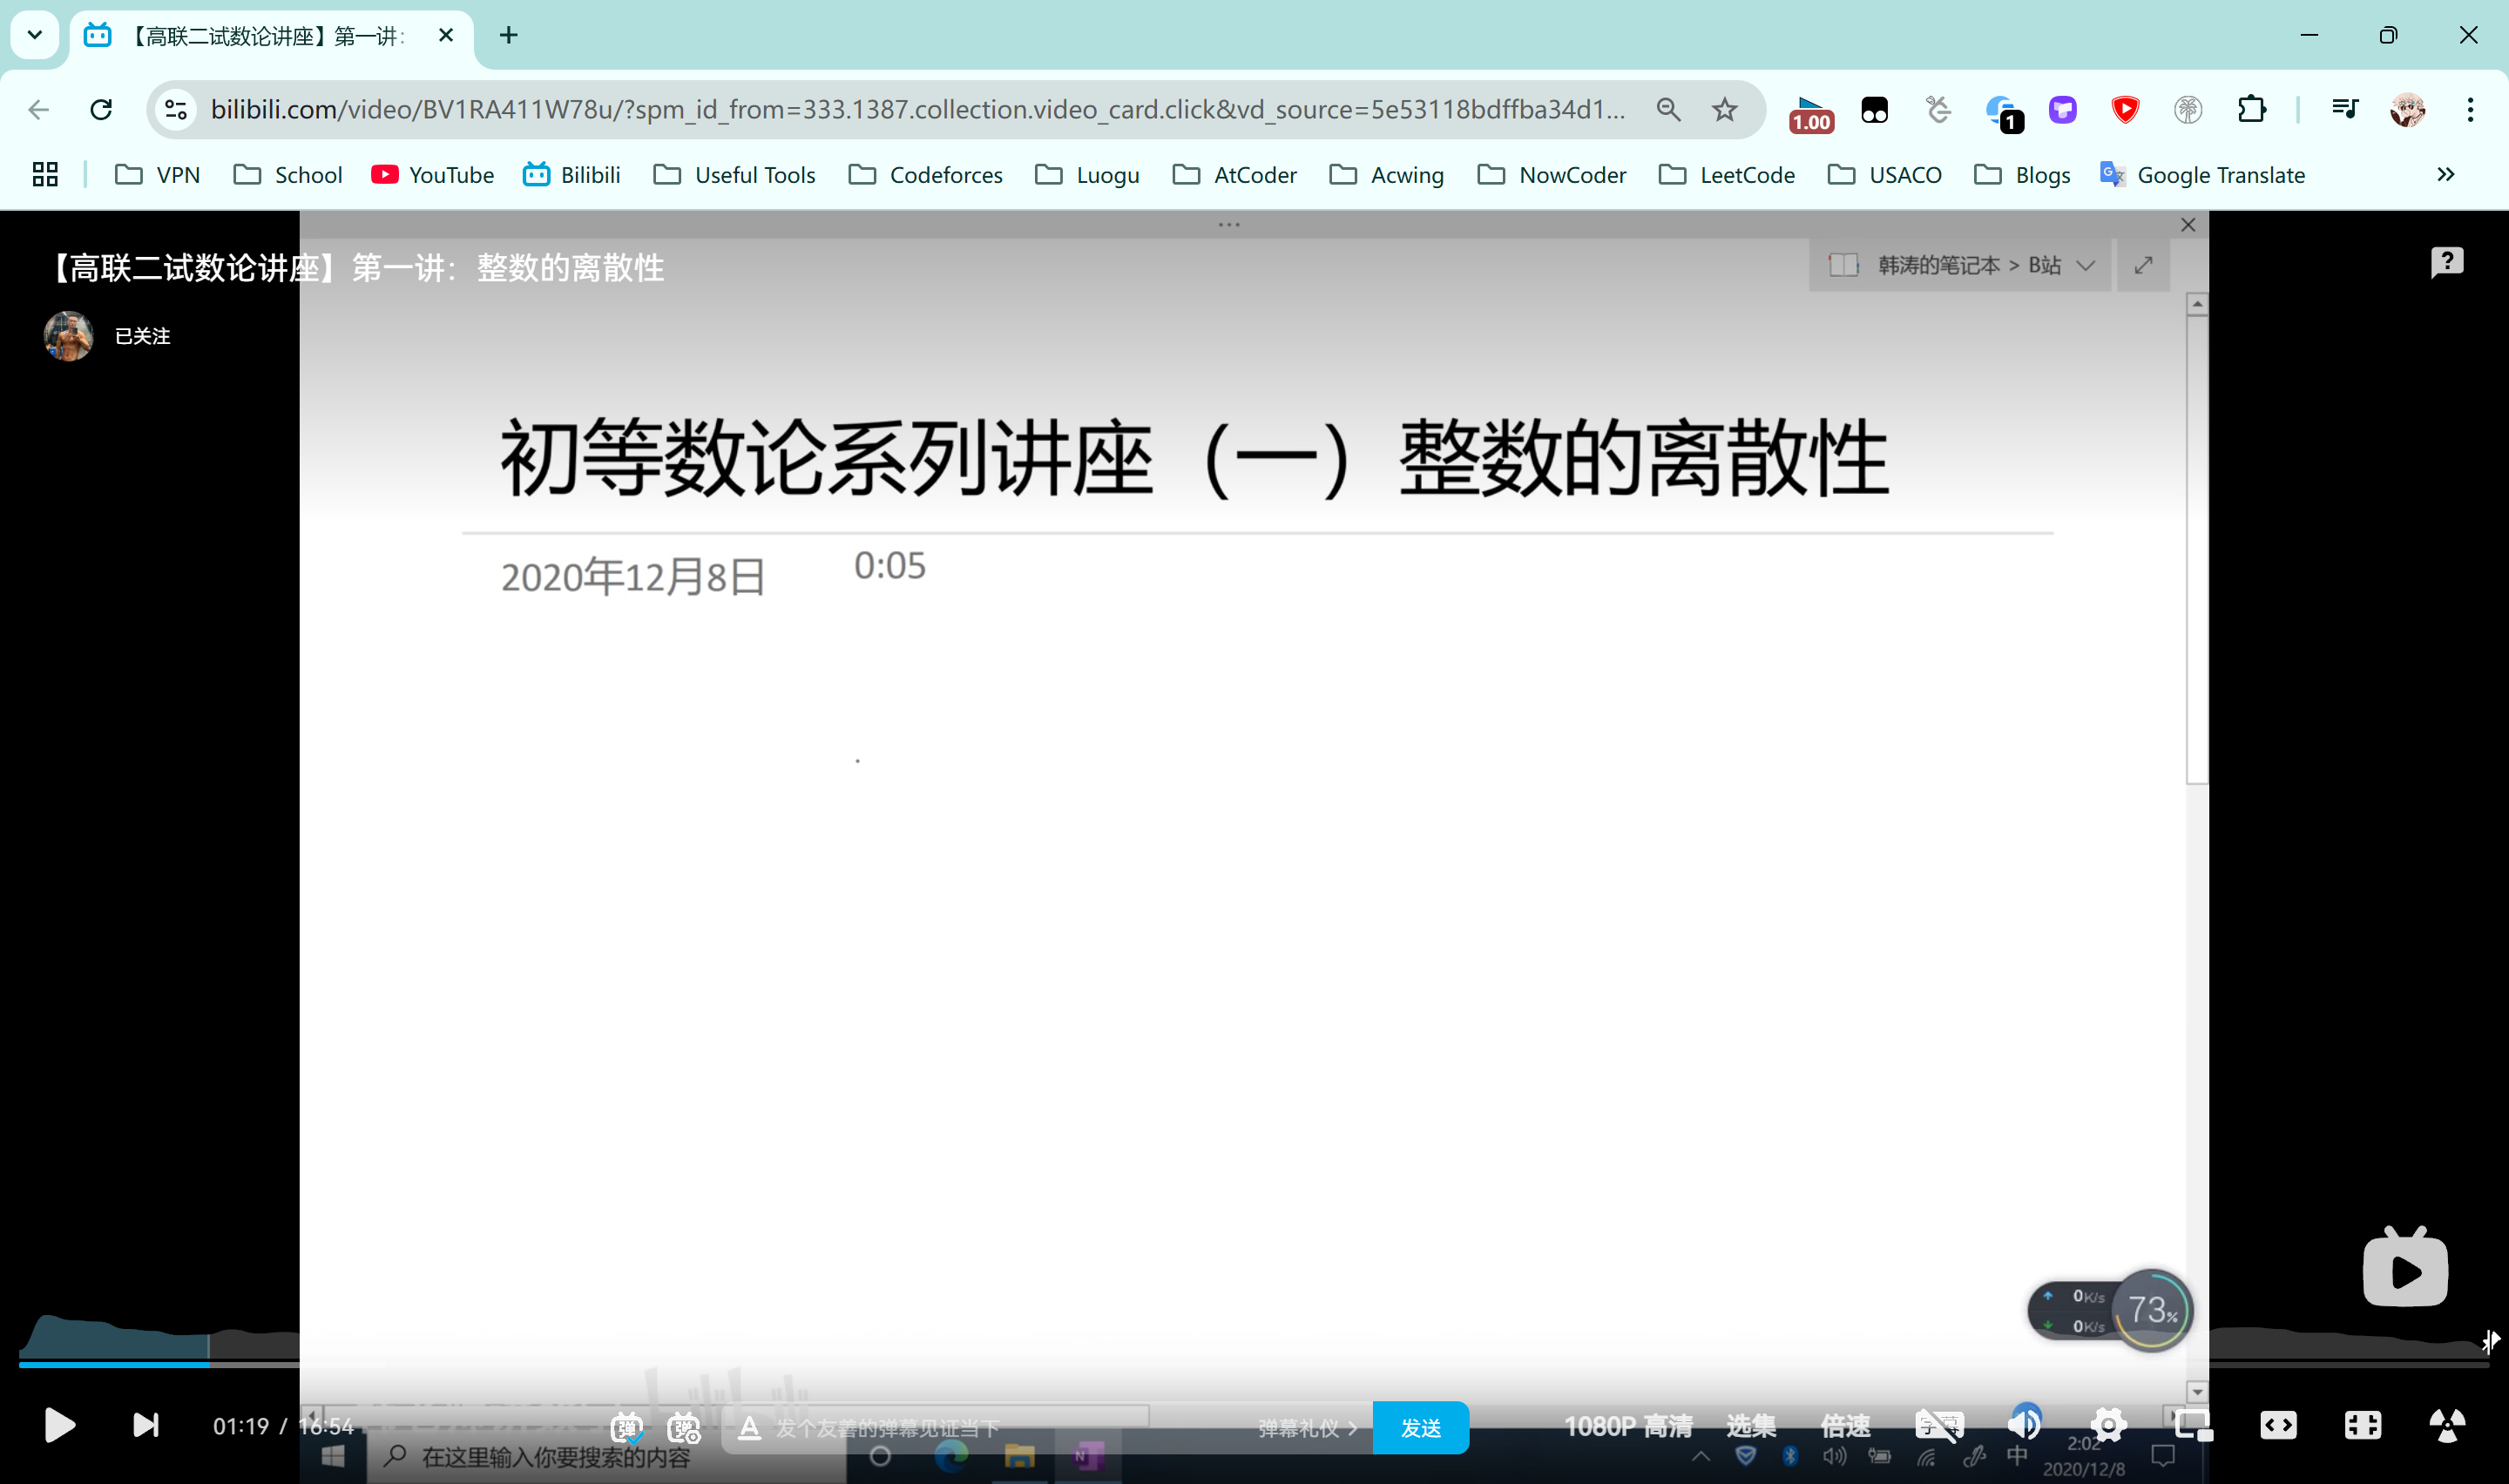 【高联二试数论讲座】第一讲：
bilibili.com/video/BV1RA411W78u/?spm_id_from=333.1387.collection.video_card.click&vd_source=5e53118bdffba34d1...
1.00
1
VPN School YouTube Bilibili Useful Tools Codeforces Luogu AtCoder Acwing NowCoder LeetCode USACO Blogs Google Translate
【高联二试数论讲座】第一讲：整数的离散性
韩涛的笔记本 > B站
已关注
初等数论系列讲座（一）整数的离散性
2020年12月8日 0:05
0K/s
73%
0K/s
01:19 / 16:54
弹 弹
发个友善的弹幕见证当下
弹幕礼仪 >
发送
1080P 高清
选集
倍速
字幕
在这里输入你要搜索的内容
中
2:02
2020/12/8